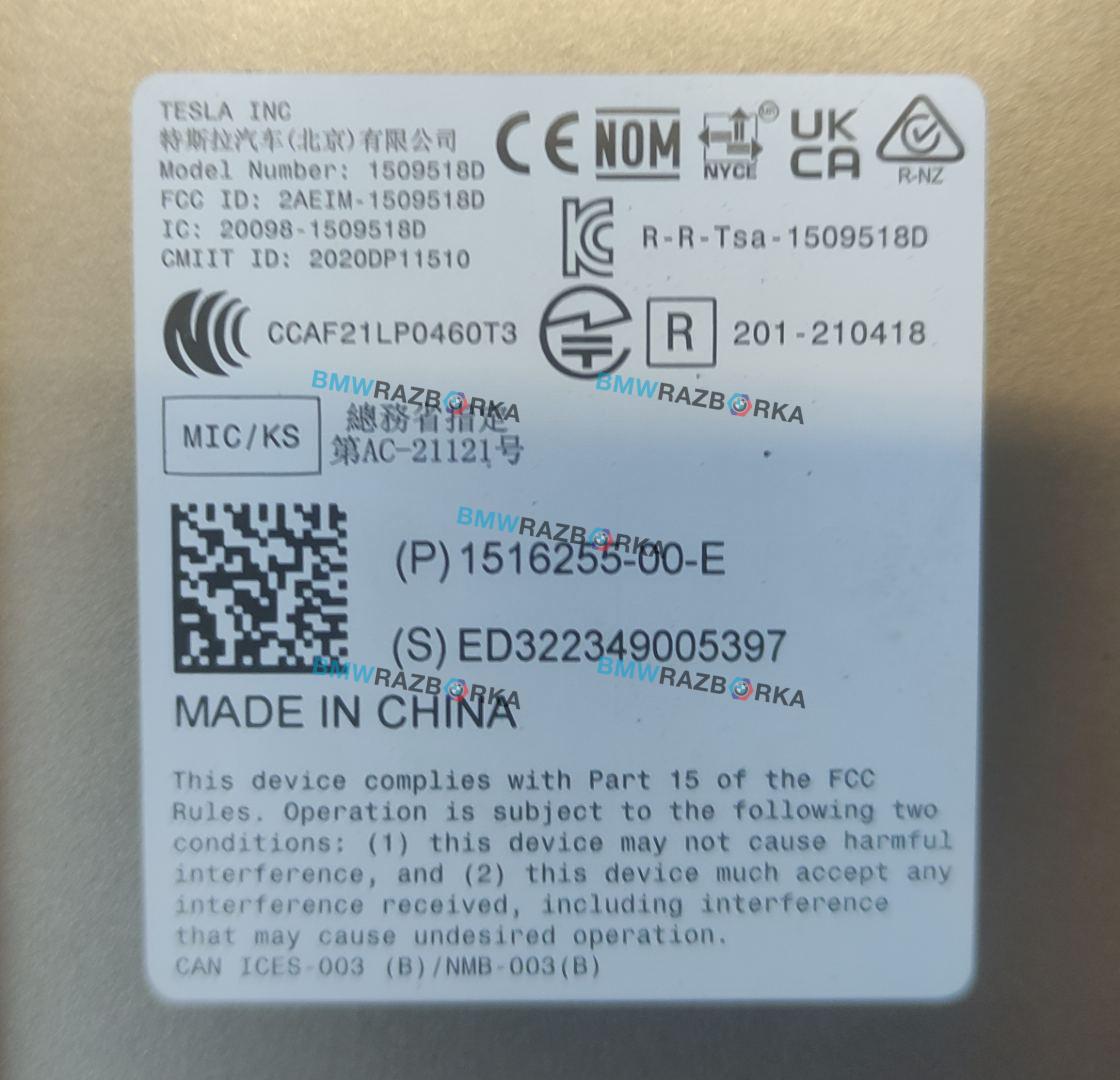 TESLA INC
特斯拉汽车(北京)有限公司
Model Number: 1509518D
FCC ID: 2AEIM-1509518D
IC: 20098-1509518D
CMIIT ID: 2020DP11510
CE NOM NYCE UK CA R-NZ
R-R-Tsa-1509518D
CCAF21LP0460T3
R 201-210418
MIC/KS
總務省指定
第AC-21121号
BMWRAZBORKA
BMWRAZBORKA
BMWRAZBORKA
(P) 1516255-00-E
(S) ED322349005397
BMWRAZBORKA
BMWRAZBORKA
MADE IN CHINA
This device complies with Part 15 of the FCC
Rules. Operation is subject to the following two
conditions: (1) this device may not cause harmful
interference, and (2) this device much accept any
interference received, including interference
that may cause undesired operation.
CAN ICES-003 (B)/NMB-003(B)